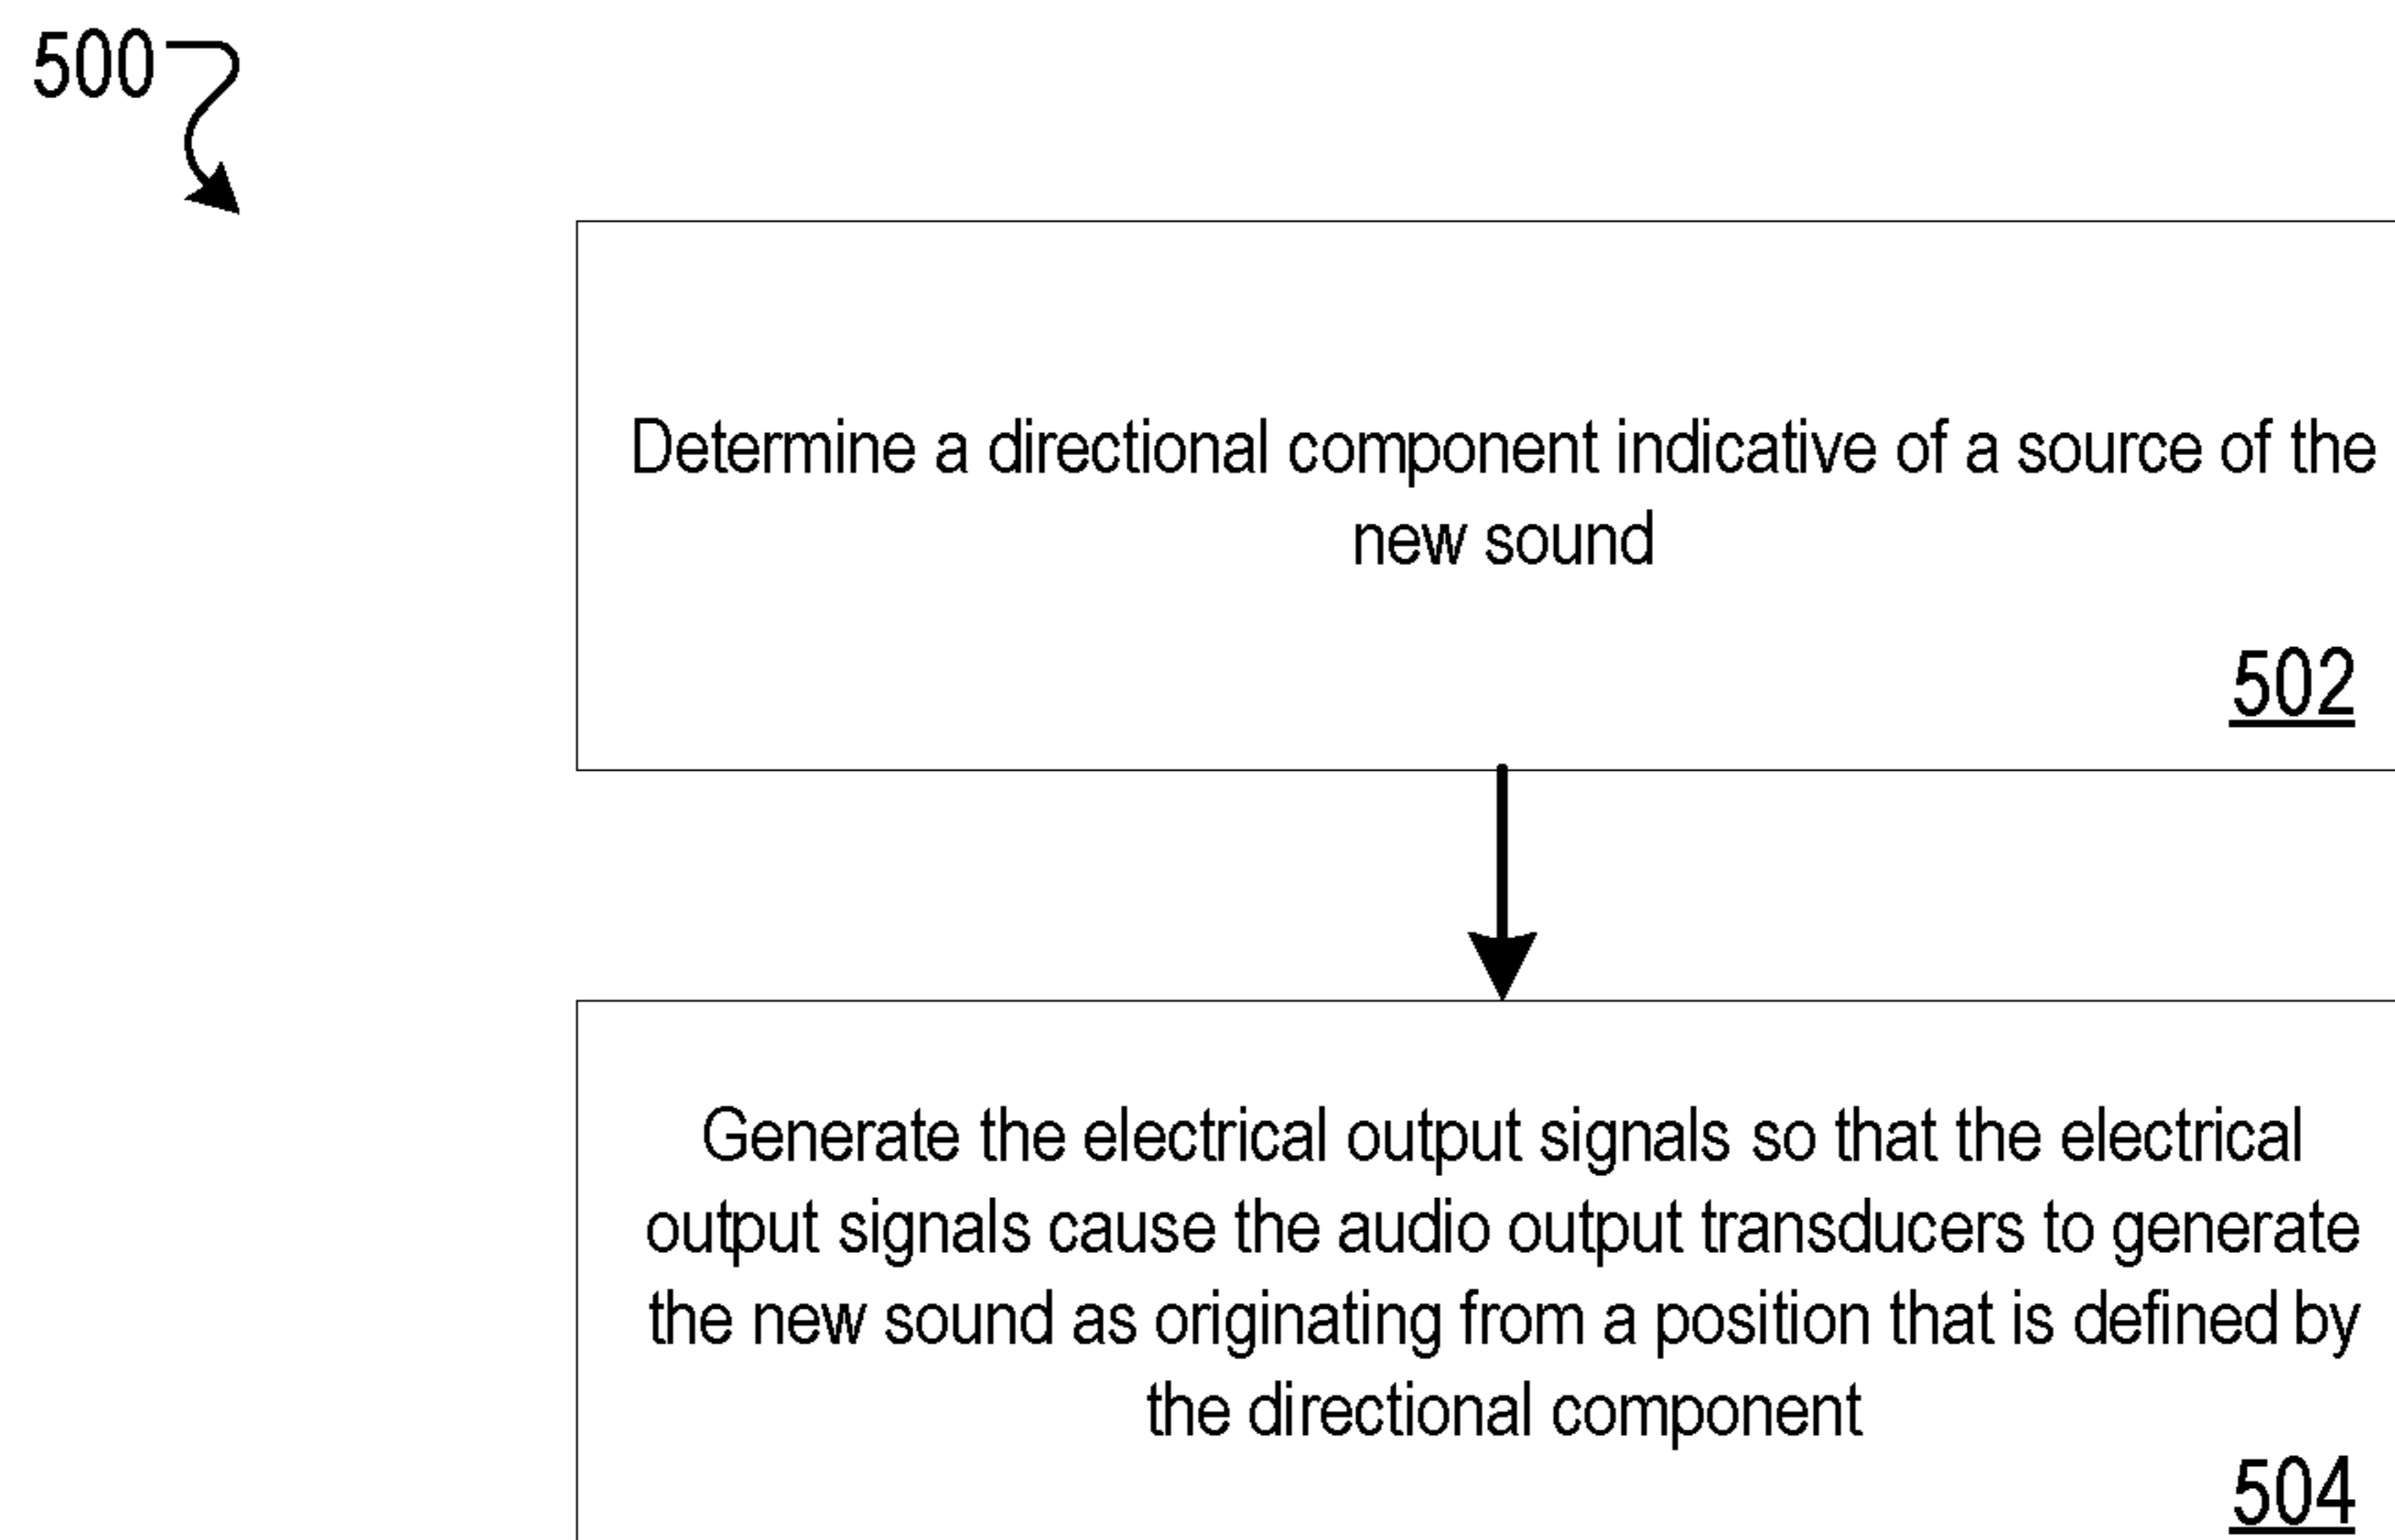 500
Determine a directional component indicative of a source of the
new sound
502
Generate the electrical output signals so that the electrical
output signals cause the audio output transducers to generate
the new sound as originating from a position that is defined by
the directional component
504